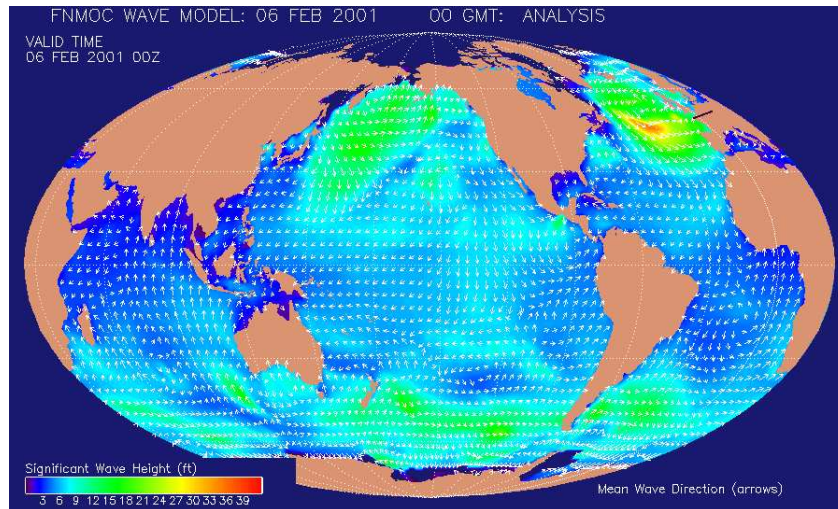 FNMOC WAVE MODEL: 06 FEB 2001 00 GMT: ANALYSIS
VALID TIME
06 FEB 2001 00Z
Significant Wave Height (ft)
3 6 9 12 15 18 21 24 27 30 33 36 39
Mean Wave Direction (arrows)